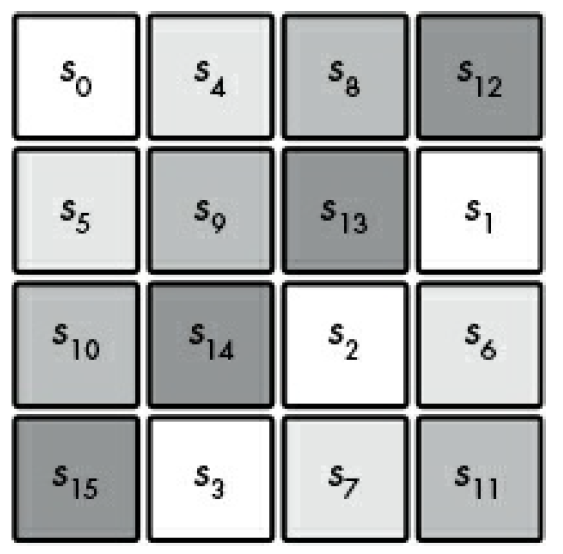 s₀ s₄ s₈ s₁₂
s₅ s₉ s₁₃ s₁
s₁₀ s₁₄ s₂ s₆
s₁₅ s₃ s₇ s₁₁